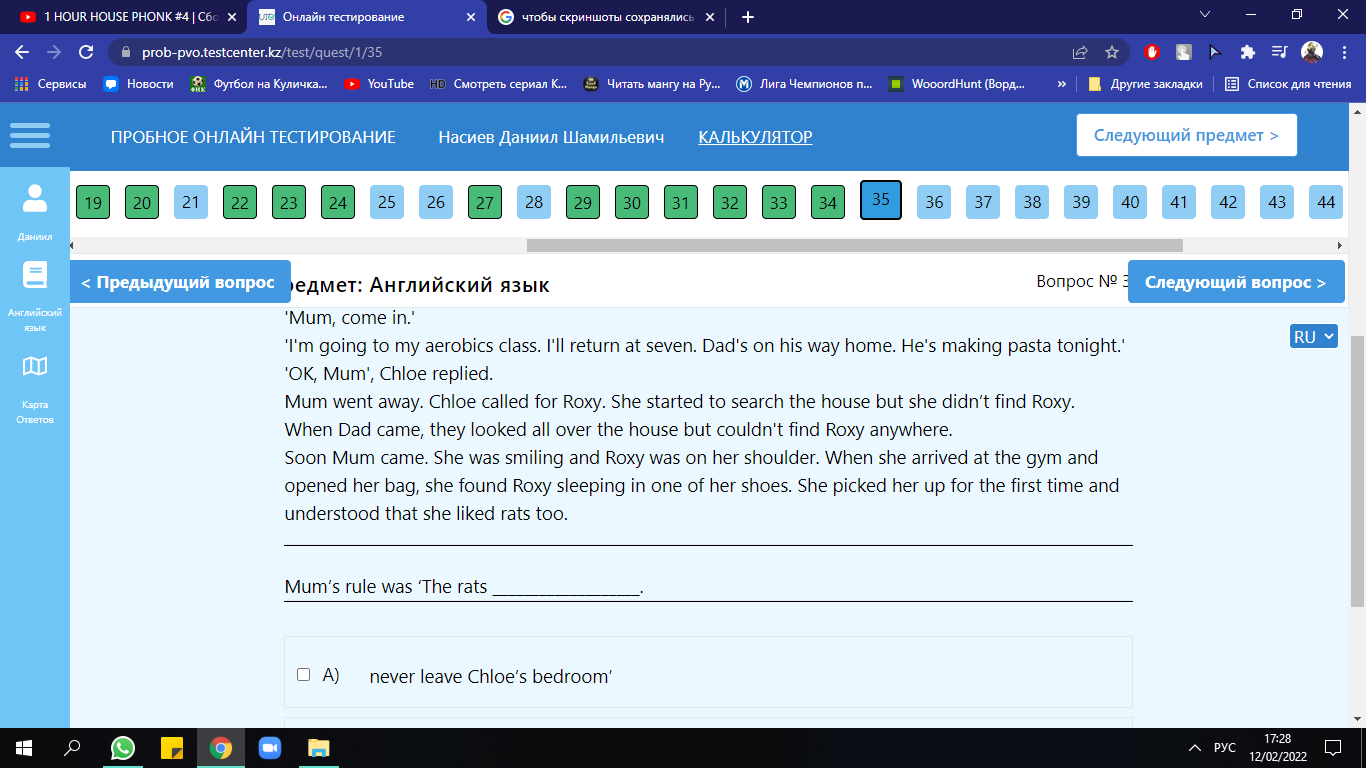 1 HOUR HOUSE PHONK #4 | Сбо
Онлайн тестирование
чтобы скриншоты сохранялись
prob-pvo.testcenter.kz/test/quest/1/35
Сервисы
Новости
Футбол на Куличка...
YouTube
HD Смотреть сериал К...
Читать мангу на Ру...
Лига Чемпионов п...
WooordHunt (Ворд...
»
Другие закладки
Список для чтения
ПРОБНОЕ ОНЛАЙН ТЕСТИРОВАНИЕ
Насиев Даниил Шамильевич
КАЛЬКУЛЯТОР
Следующий предмет >
19 20 21 22 23 24 25 26 27 28 29 30 31 32 33 34 35 36 37 38 39 40 41 42 43 44
Даниил
Английский
язык
Карта
Ответов
< Предыдущий вопрос
редмет: Английский язык
Вопрос № 3
Следующий вопрос >
RU
'Mum, come in.'
'I'm going to my aerobics class. I'll return at seven. Dad's on his way home. He's making pasta tonight.'
'OK, Mum', Chloe replied.
Mum went away. Chloe called for Roxy. She started to search the house but she didn’t find Roxy.
When Dad came, they looked all over the house but couldn't find Roxy anywhere.
Soon Mum came. She was smiling and Roxy was on her shoulder. When she arrived at the gym and
opened her bag, she found Roxy sleeping in one of her shoes. She picked her up for the first time and
understood that she liked rats too.
Mum’s rule was ‘The rats __________________.
A) never leave Chloe’s bedroom’
РУС
17:28
12/02/2022